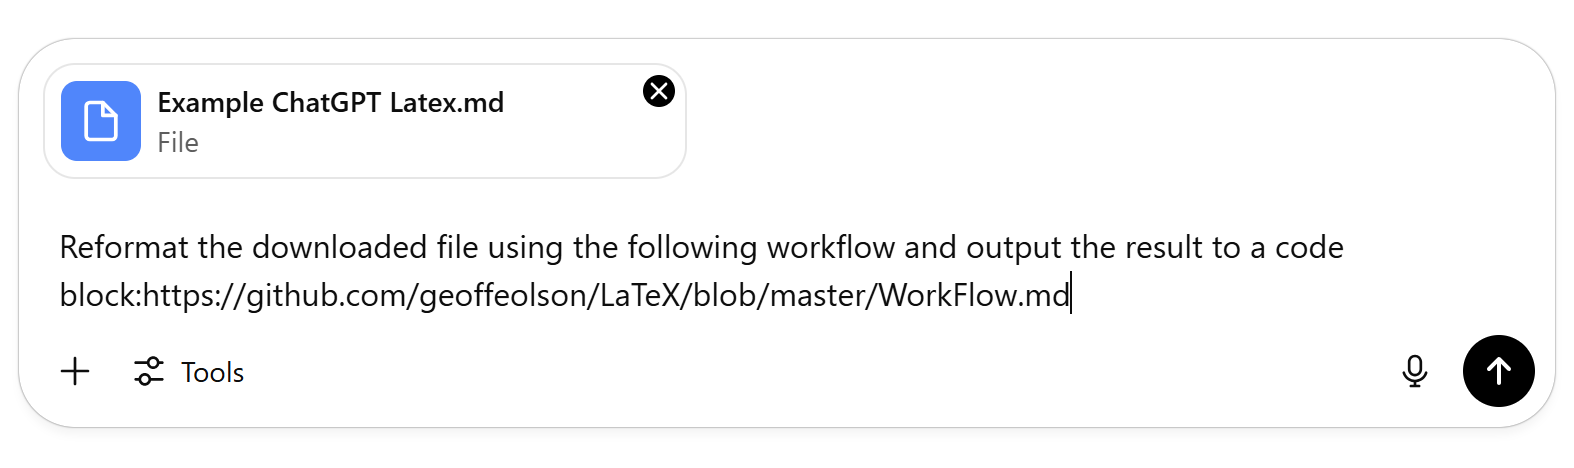 Example ChatGPT Latex.md
File
Reformat the downloaded file using the following workflow and output the result to a code
block:https://github.com/geoffeolson/LaTeX/blob/master/WorkFlow.md
Tools